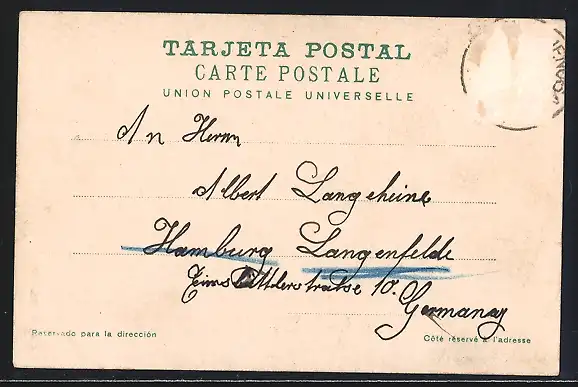 TARJETA POSTAL
CARTE POSTALE
UNION POSTALE UNIVERSELLE
An Herrn
Albert Langeheine
Hamburg Langenfelde
10.
Germany
Reservado para la dirección
Côté réservé à l'adresse